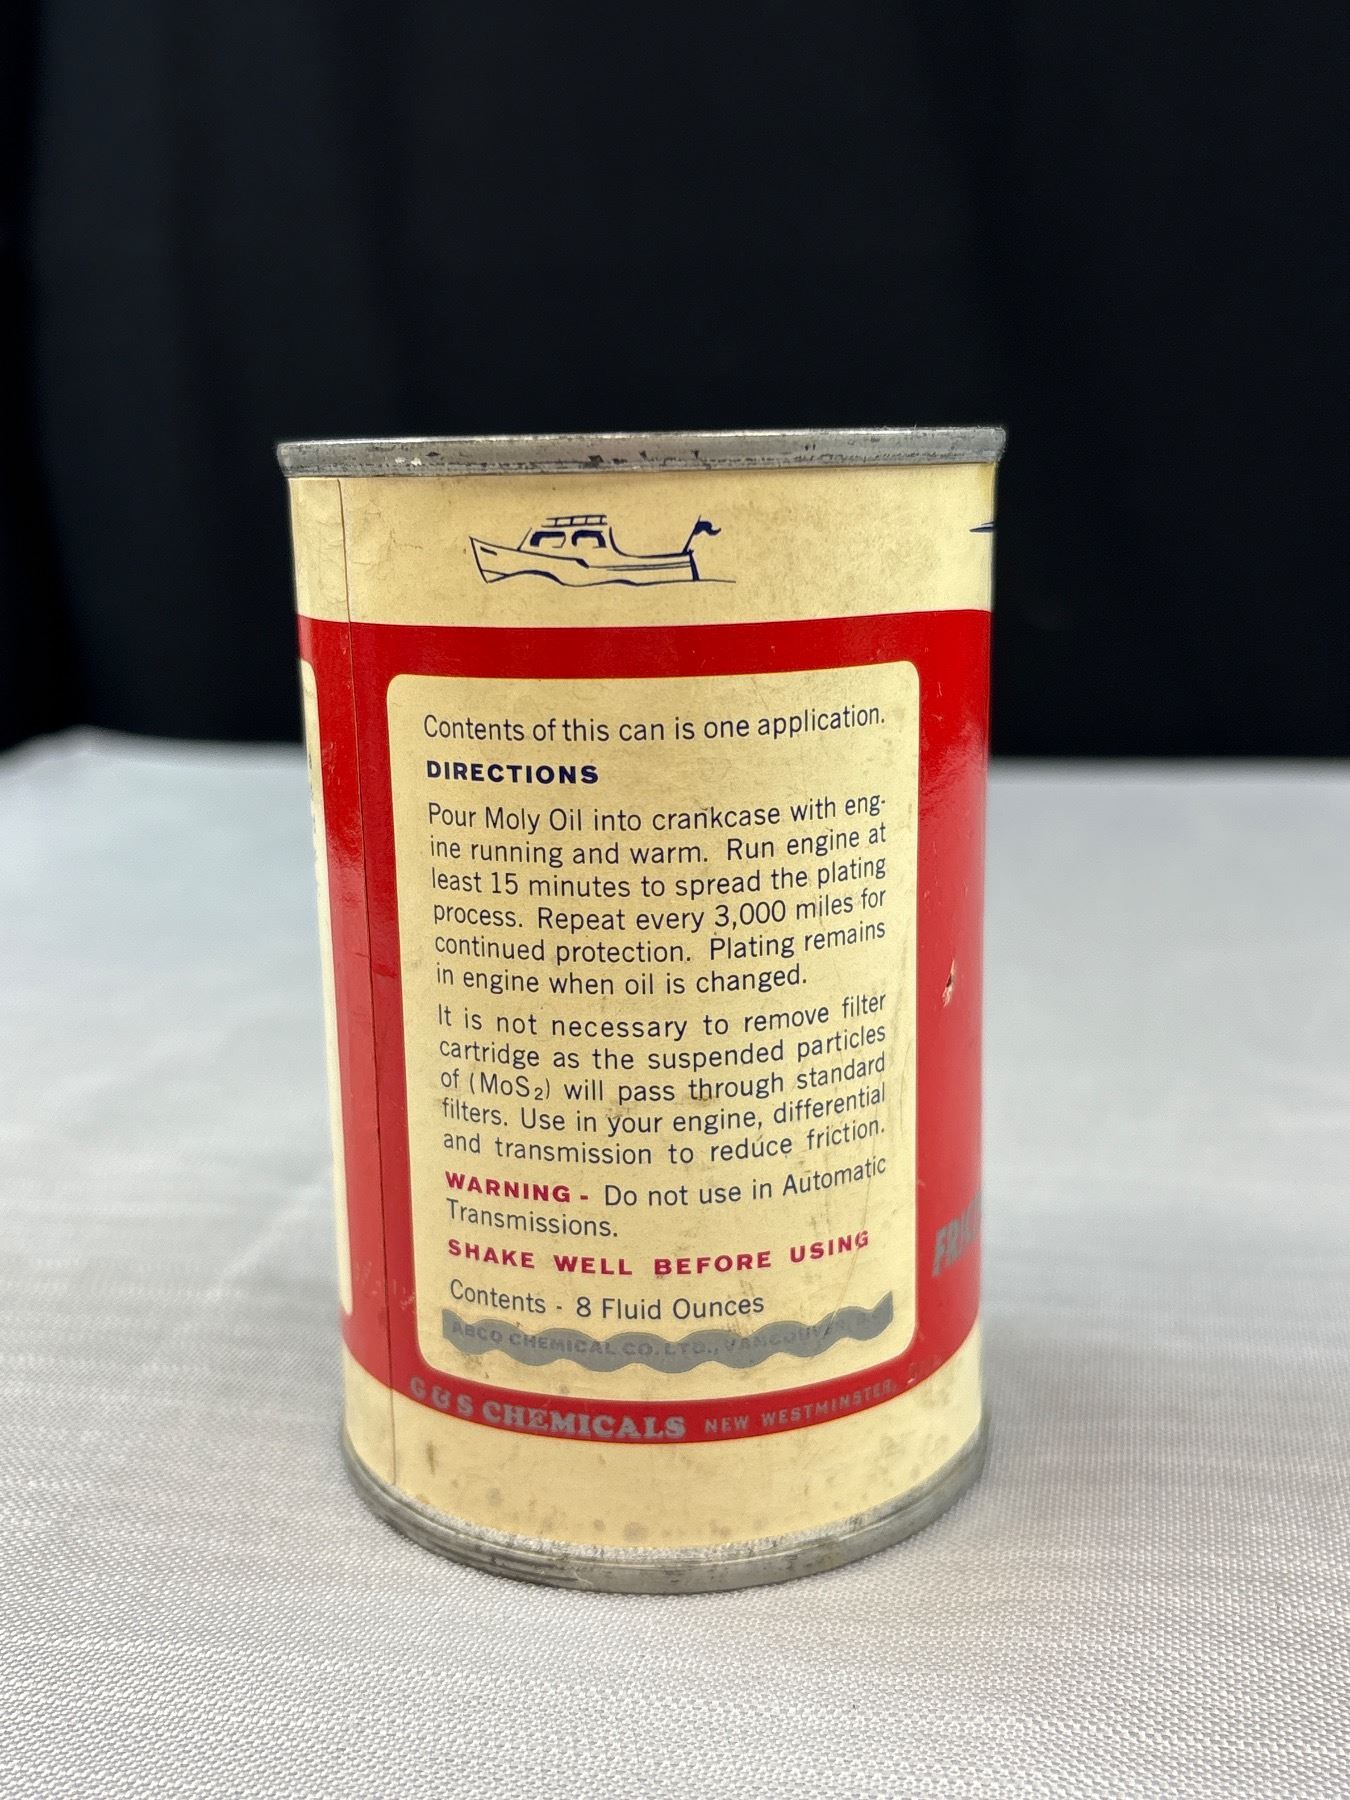 Contents of this can is one application.
DIRECTIONS
Pour Moly Oil into crankcase with eng-
ine running and warm. Run engine at
least 15 minutes to spread the plating
process. Repeat every 3,000 miles for
continued protection. Plating remains
in engine when oil is changed.
It is not necessary to remove filter
cartridge as the suspended particles
of (MoS₂) will pass through standard
filters. Use in your engine, differential
and transmission to reduce friction.
WARNING - Do not use in Automatic
Transmissions.
SHAKE WELL BEFORE USING
Contents - 8 Fluid Ounces
ABCO CHEMICAL CO. LTD., VANCOUVER, B.C.
G & S CHEMICALS NEW WESTMINSTER,